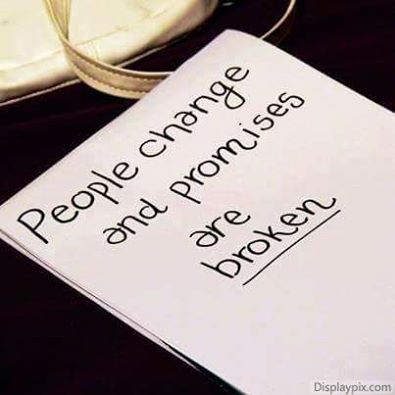 People change
and promises
are
broken
Displaypix.com